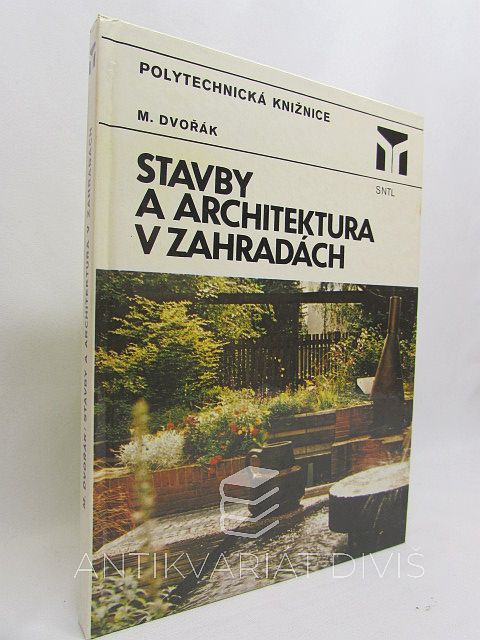 POLYTECHNICKÁ KNIŽNICE
M. DVOŘÁK
SNTL
STAVBY
A ARCHITEKTURA
V ZAHRADÁCH
M. DVOŘÁK: STAVBY A ARCHITEKTURA V ZAHRADÁCH
ANTIKVARIÁT DIVIŠ